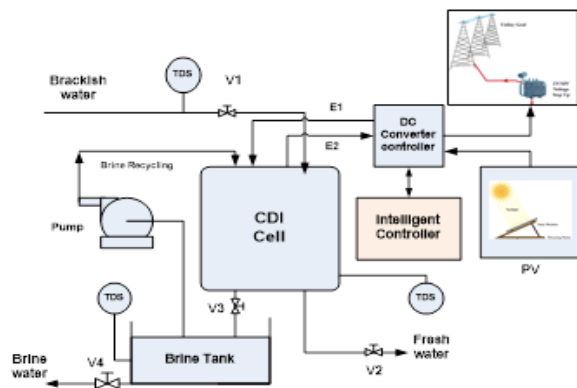 TDS
V1
Brackish
water
E1
DC
Converter
controller
E2
Brine Recycling
CDI
Cell
Intelligent
Controller
Pump
PV
TDS
V3
TDS
Brine Tank
Fresh
water
Brine
water
V4
V2